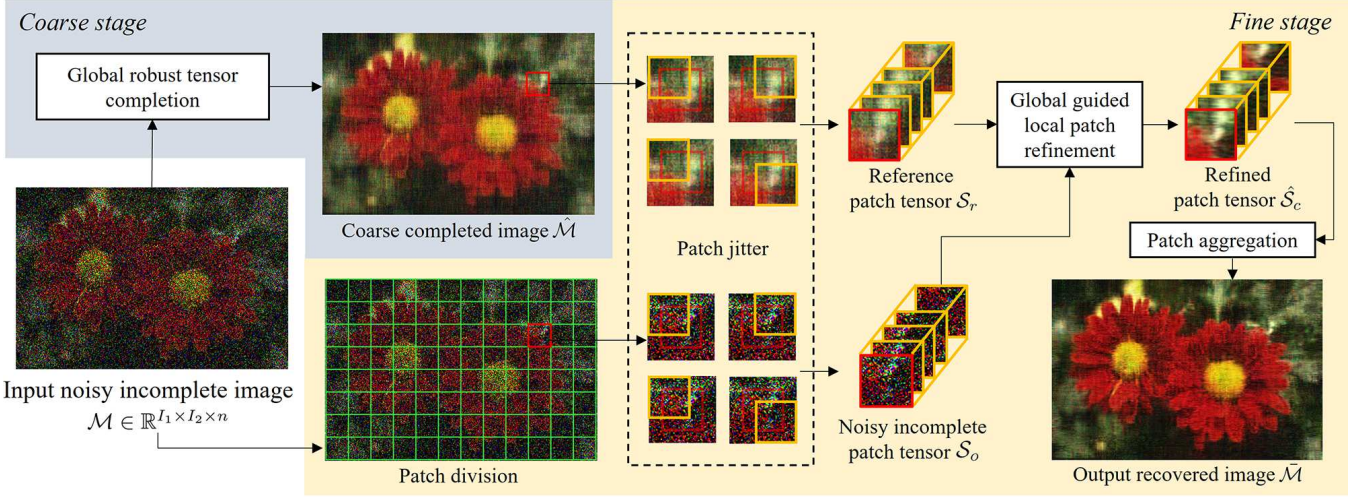 Coarse stage
Fine stage
Global robust tensor
completion
Coarse completed image ℳ̂
Input noisy incomplete image
ℳ ∈ ℝ^{I₁×I₂×n}
Patch division
Patch jitter
Reference
patch tensor 𝒮ᵣ
Noisy incomplete
patch tensor 𝒮ₒ
Global guided
local patch
refinement
Refined
patch tensor 𝒮̂_c
Patch aggregation
Output recovered image ℳ̄